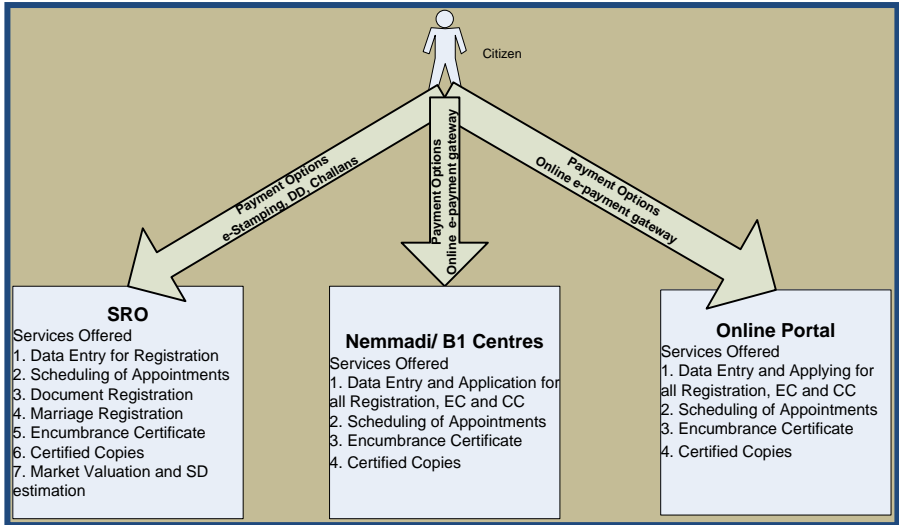 Citizen
Payment Options
e-Stamping, DD, Challans
Payment Options
Online e-payment gateway
Payment Options
Online e-payment gateway
SRO
Services Offered
1. Data Entry for Registration
2. Scheduling of Appointments
3. Document Registration
4. Marriage Registration
5. Encumbrance Certificate
6. Certified Copies
7. Market Valuation and SD
estimation
Nemmadi/ B1 Centres
Services Offered
1. Data Entry and Application for
all Registration, EC and CC
2. Scheduling of Appointments
3. Encumbrance Certificate
4. Certified Copies
Online Portal
Services Offered
1. Data Entry and Applying for
all Registration, EC and CC
2. Scheduling of Appointments
3. Encumbrance Certificate
4. Certified Copies